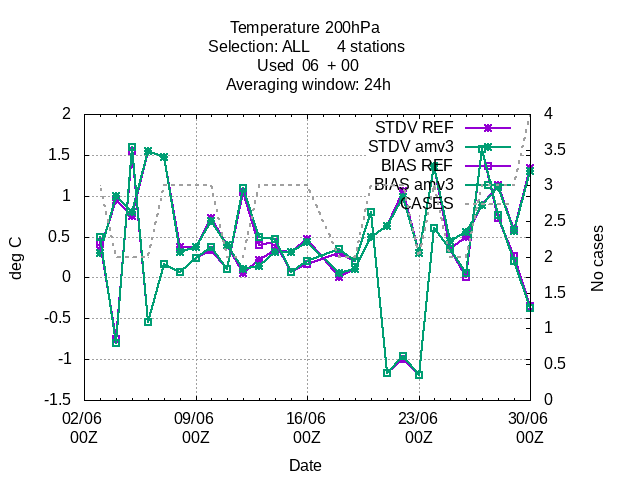 Temperature 200hPa
Selection: ALL 4 stations
Used 06 + 00
Averaging window: 24h
2 4
STDV REF
STDV amv3
BIAS REF
BIAS amv3
CASES
1.5 3.5
1 3
0.5 2.5
0 2
-0.5 1.5
-1 1
0.5
-1.5 0
deg C
No cases
02/06 09/06 16/06 23/06 30/06
00Z 00Z 00Z 00Z 00Z
Date